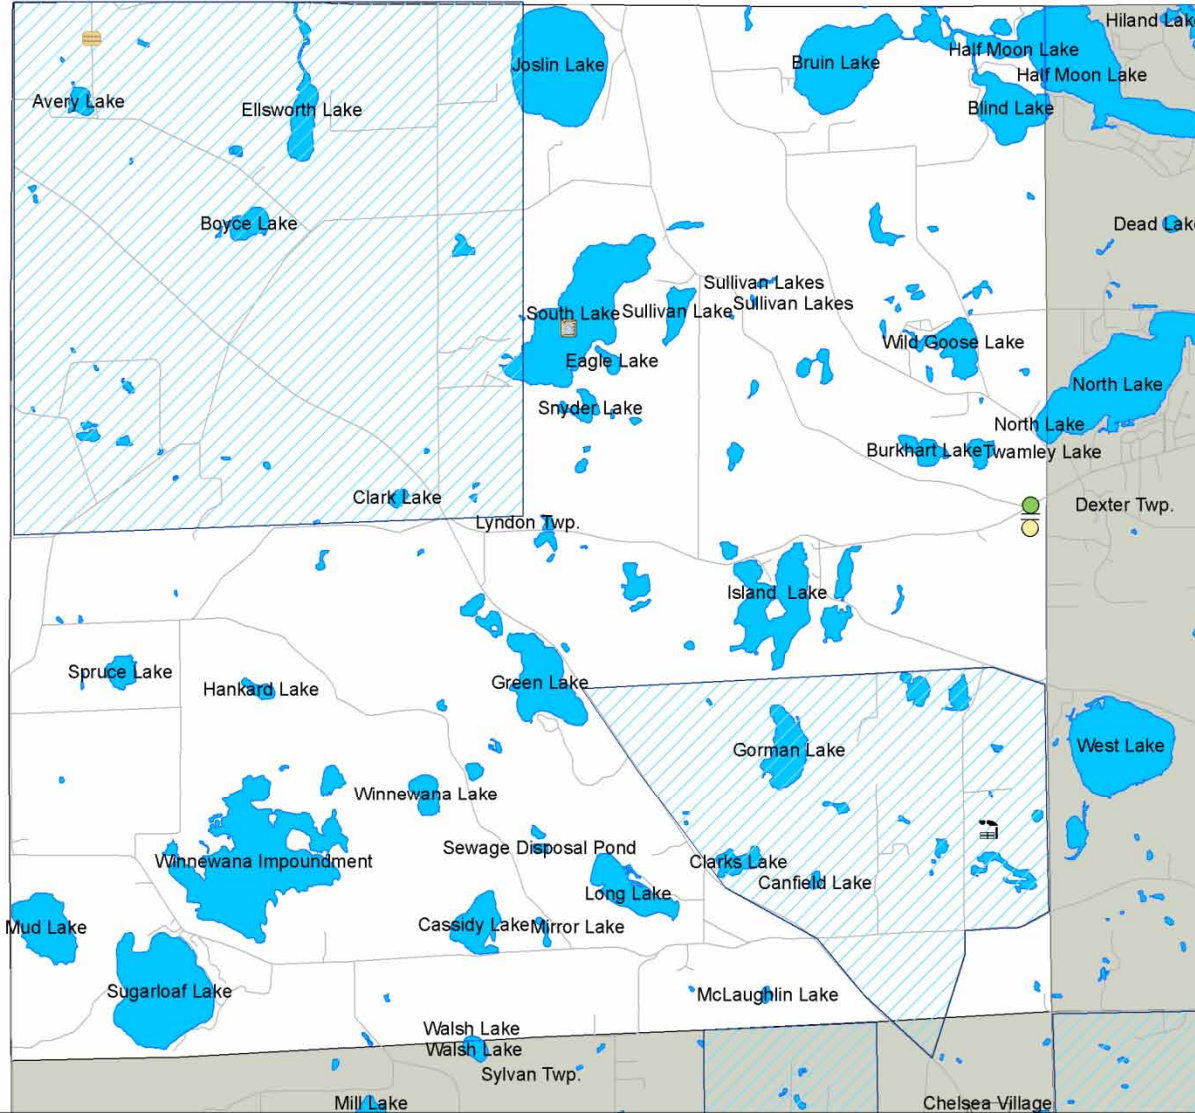 Hiland Lake
Half Moon Lake
Joslin Lake
Bruin Lake
Half Moon Lake
Avery Lake
Ellsworth Lake
Blind Lake
Boyce Lake
Dead Lake
Sullivan Lakes
Sullivan Lakes
South Lake
Sullivan Lake
Wild Goose Lake
Eagle Lake
North Lake
Snyder Lake
North Lake
Burkhart Lake
Twamley Lake
Clark Lake
Dexter Twp.
Lyndon Twp.
Island Lake
Spruce Lake
Green Lake
Hankard Lake
West Lake
Gorman Lake
Winnewana Lake
Sewage Disposal Pond
Winnewana Impoundment
Clarks Lake
Canfield Lake
Long Lake
Mud Lake
Cassidy Lake
Mirror Lake
Sugarloaf Lake
McLaughlin Lake
Walsh Lake
Walsh Lake
Sylvan Twp.
Mill Lake
Chelsea Village